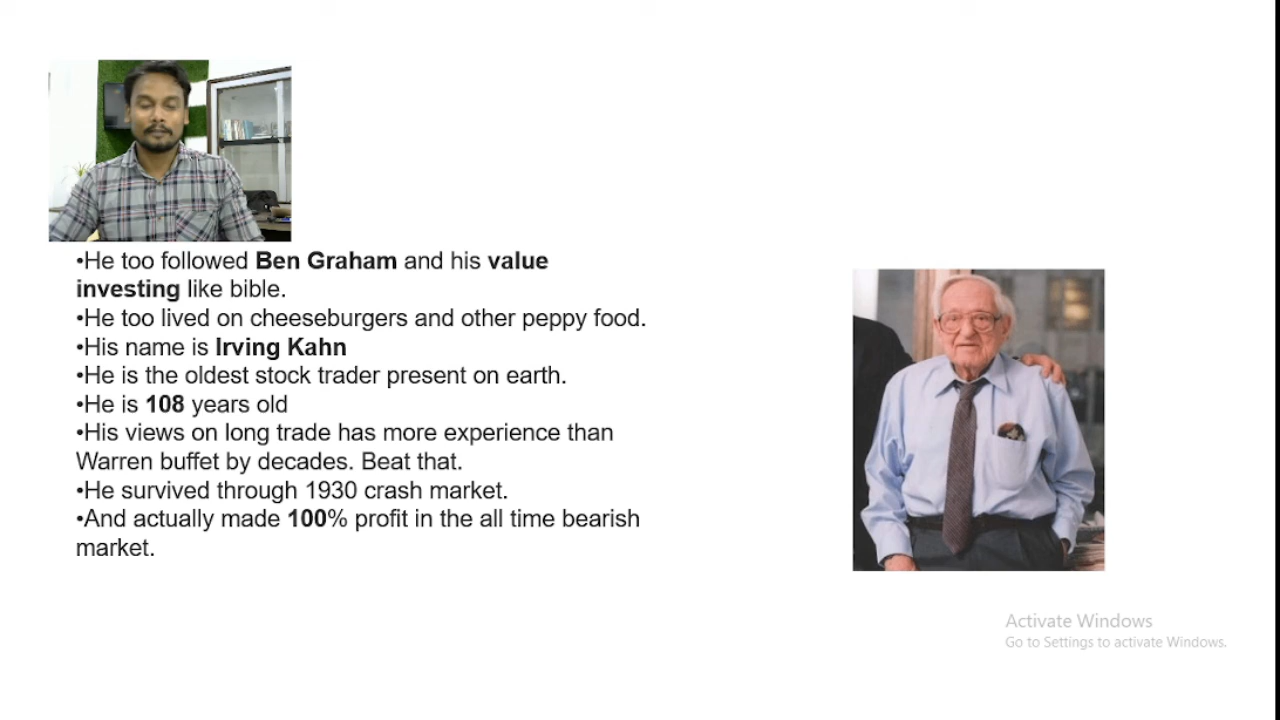 •He too followed Ben Graham and his value
investing like bible.
•He too lived on cheeseburgers and other peppy food.
•His name is Irving Kahn
•He is the oldest stock trader present on earth.
•He is 108 years old
•His views on long trade has more experience than
Warren buffet by decades. Beat that.
•He survived through 1930 crash market.
•And actually made 100% profit in the all time bearish
market.
Activate Windows
Go to Settings to activate Windows.